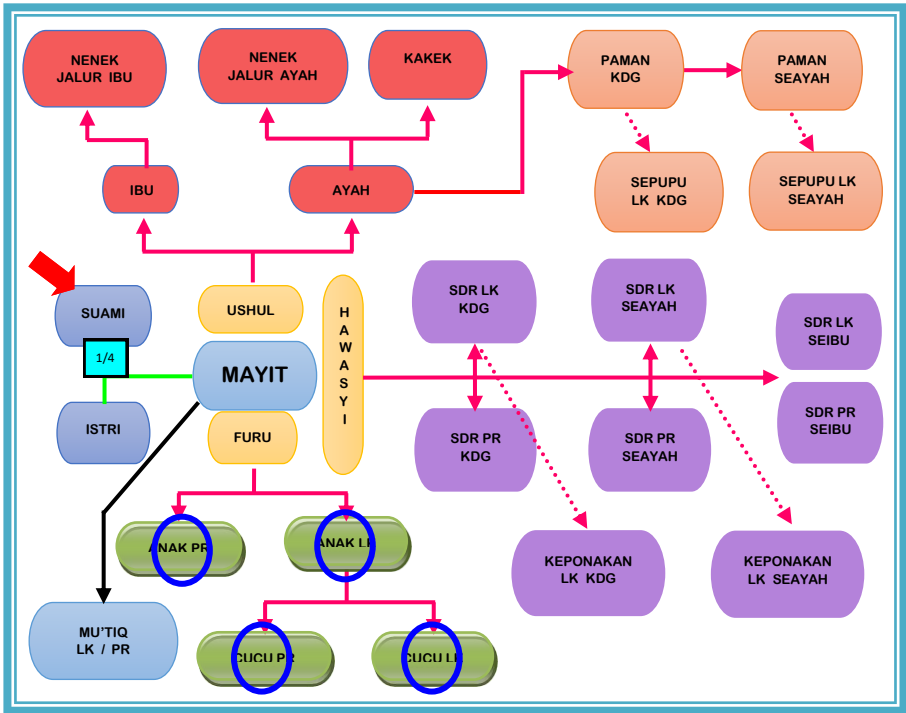 NENEK
JALUR IBU
NENEK
JALUR AYAH
KAKEK
PAMAN
KDG
PAMAN
SEAYAH
IBU
AYAH
SEPUPU
LK KDG
SEPUPU LK
SEAYAH
SUAMI
USHUL
H
A
W
A
S
Y
I
SDR LK
KDG
SDR LK
SEAYAH
SDR LK
SEIBU
1/4
MAYIT
ISTRI
FURU
SDR PR
KDG
SDR PR
SEAYAH
SDR PR
SEIBU
ANAK PR
ANAK LK
KEPONAKAN
LK KDG
KEPONAKAN
LK SEAYAH
MU'TIQ
LK / PR
CUCU PR
CUCU LK